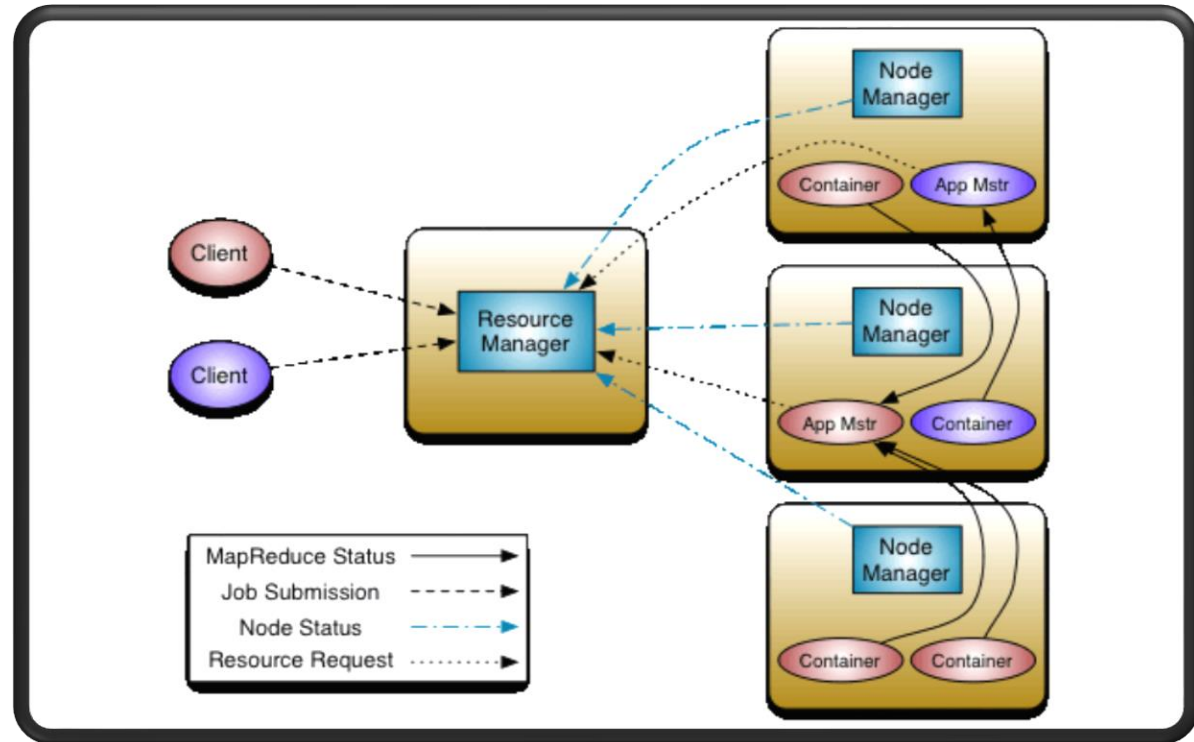 Node
Manager
Container
App Mstr
Client
Client
Resource
Manager
Node
Manager
App Mstr
Container
Node
Manager
Container
Container
MapReduce Status
Job Submission
Node Status
Resource Request